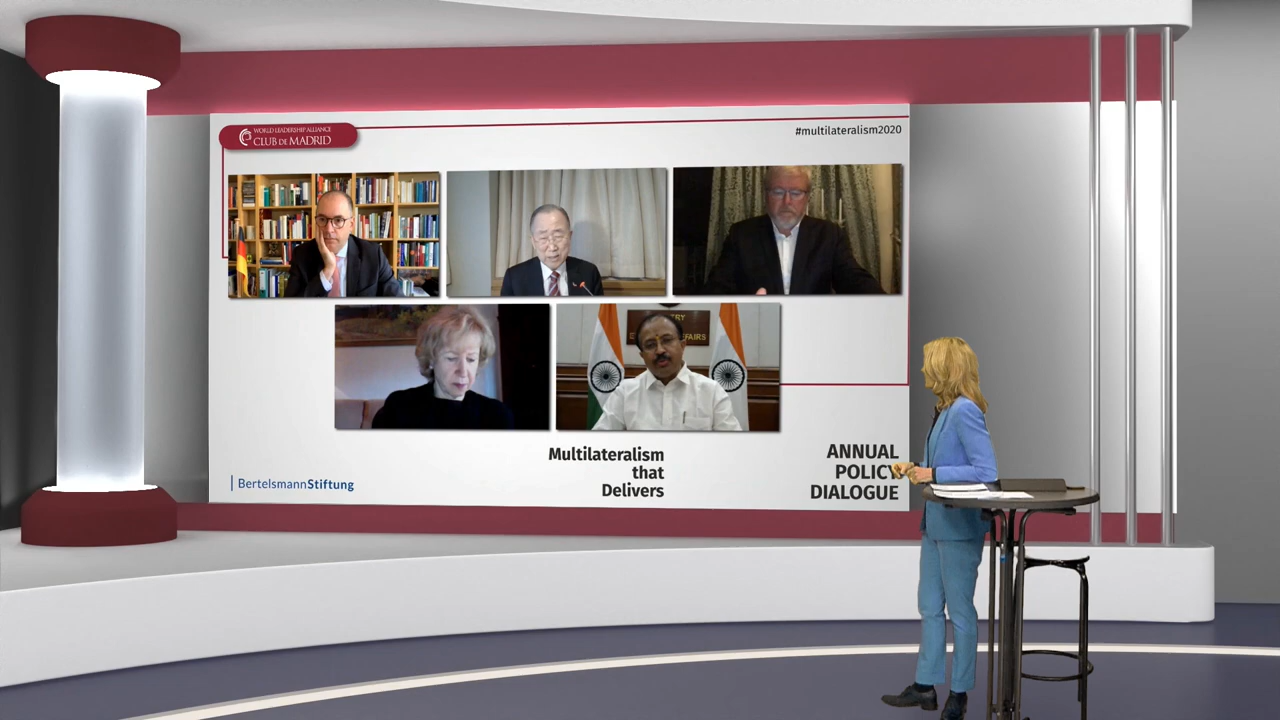 WORLD LEADERSHIP ALLIANCE
CLUB DE MADRID
#multilateralism2020
Multilateralism
that
Delivers
ANNUAL
POLICY
DIALOGUE
BertelsmannStiftung